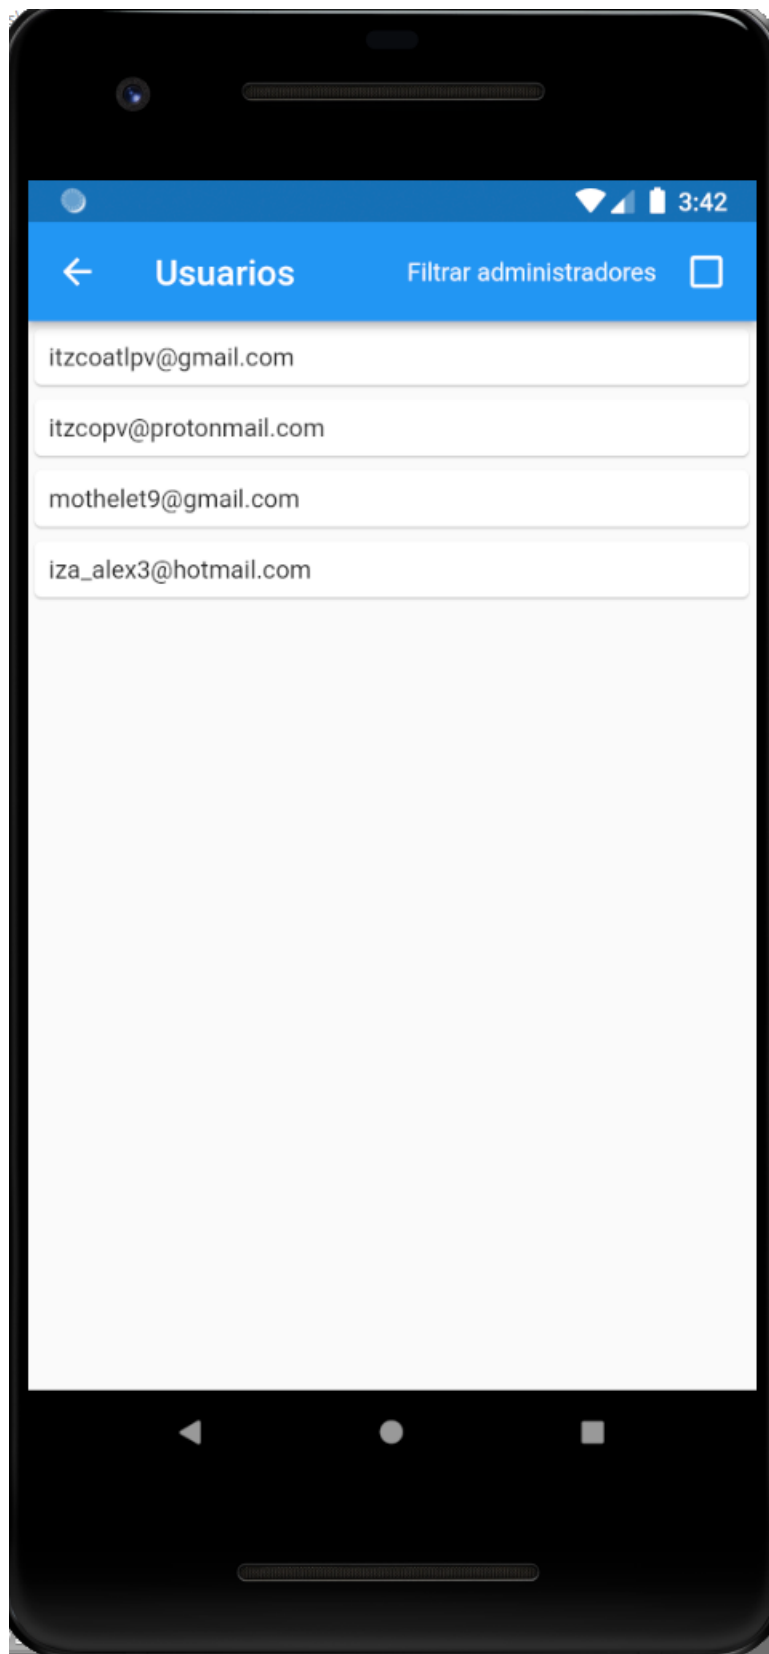 3:42
Usuarios Filtrar administradores
itzcoatlpv@gmail.com
itzcopv@protonmail.com
mothelet9@gmail.com
iza_alex3@hotmail.com